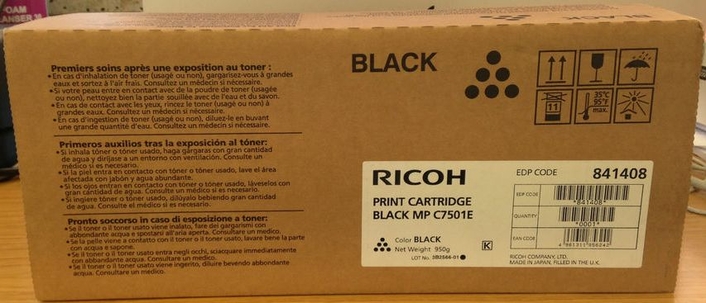 OAM
ANSER 30
Premiers soins après une exposition au toner :
• En cas d'inhalation de toner (usagé ou non), gargarisez-vous à grandes
eaux et sortez à l'air frais. Consultez un médecin si nécessaire.
• Si votre peau entre en contact avec de la poudre de toner (usagée
ou non), nettoyez bien la partie souillée avec de l'eau et du savon.
• En cas de contact avec les yeux, rincez le toner (usagé ou non) à
grandes eaux. Consultez un médecin si nécessaire.
• En cas d'ingestion de toner (usagé ou non), diluez-le en buvant
une grande quantité d'eau. Consultez un médecin si nécessaire.
Primeros auxilios tras la exposición al tóner:
• Si inhala tóner o tóner usado, haga gárgaras con gran cantidad
de agua y diríjase a un entorno con ventilación. Consulte un
médico si es necesario.
• Si la piel entra en contacto con tóner o tóner usado, lave el área
afectada con jabón y agua abundante.
• Si los ojos entran en contacto con tóner o tóner usado, láveselos con
gran cantidad de agua. Consulte un médico si es necesario.
• Si ingiere tóner o tóner usado, dilúyalo bebiendo gran cantidad
de agua. Consulte un médico si es necesario.
Pronto soccorso in caso di esposizione a toner:
• Se il toner o il toner usato viene inalato, fare dei gargarismi con
abbondante acqua e spostarsi all'aria aperta. Consultare un medico.
• Se la pelle viene a contatto con il toner o il toner usato, lavare bene la parte
con acqua e sapone.
• Se il toner o il toner usato entra negli occhi, sciacquare immediatamente
con abbondante acqua. Consultare un medico.
• Se il toner o il toner usato viene ingerito, diluire bevendo abbondante
acqua. Consultare un medico.
BLACK
11
35°C
95°F
max.
RICOH
PRINT CARTRIDGE
BLACK MP C7501E
Color BLACK
Net Weight. 950g
K
EDP CODE 841408
EDP CODE
*841408*
QUANTITY
*0001*
EAN CODE
RICOH COMPANY, LTD.
MADE IN JAPAN, FILLED IN THE U.K.